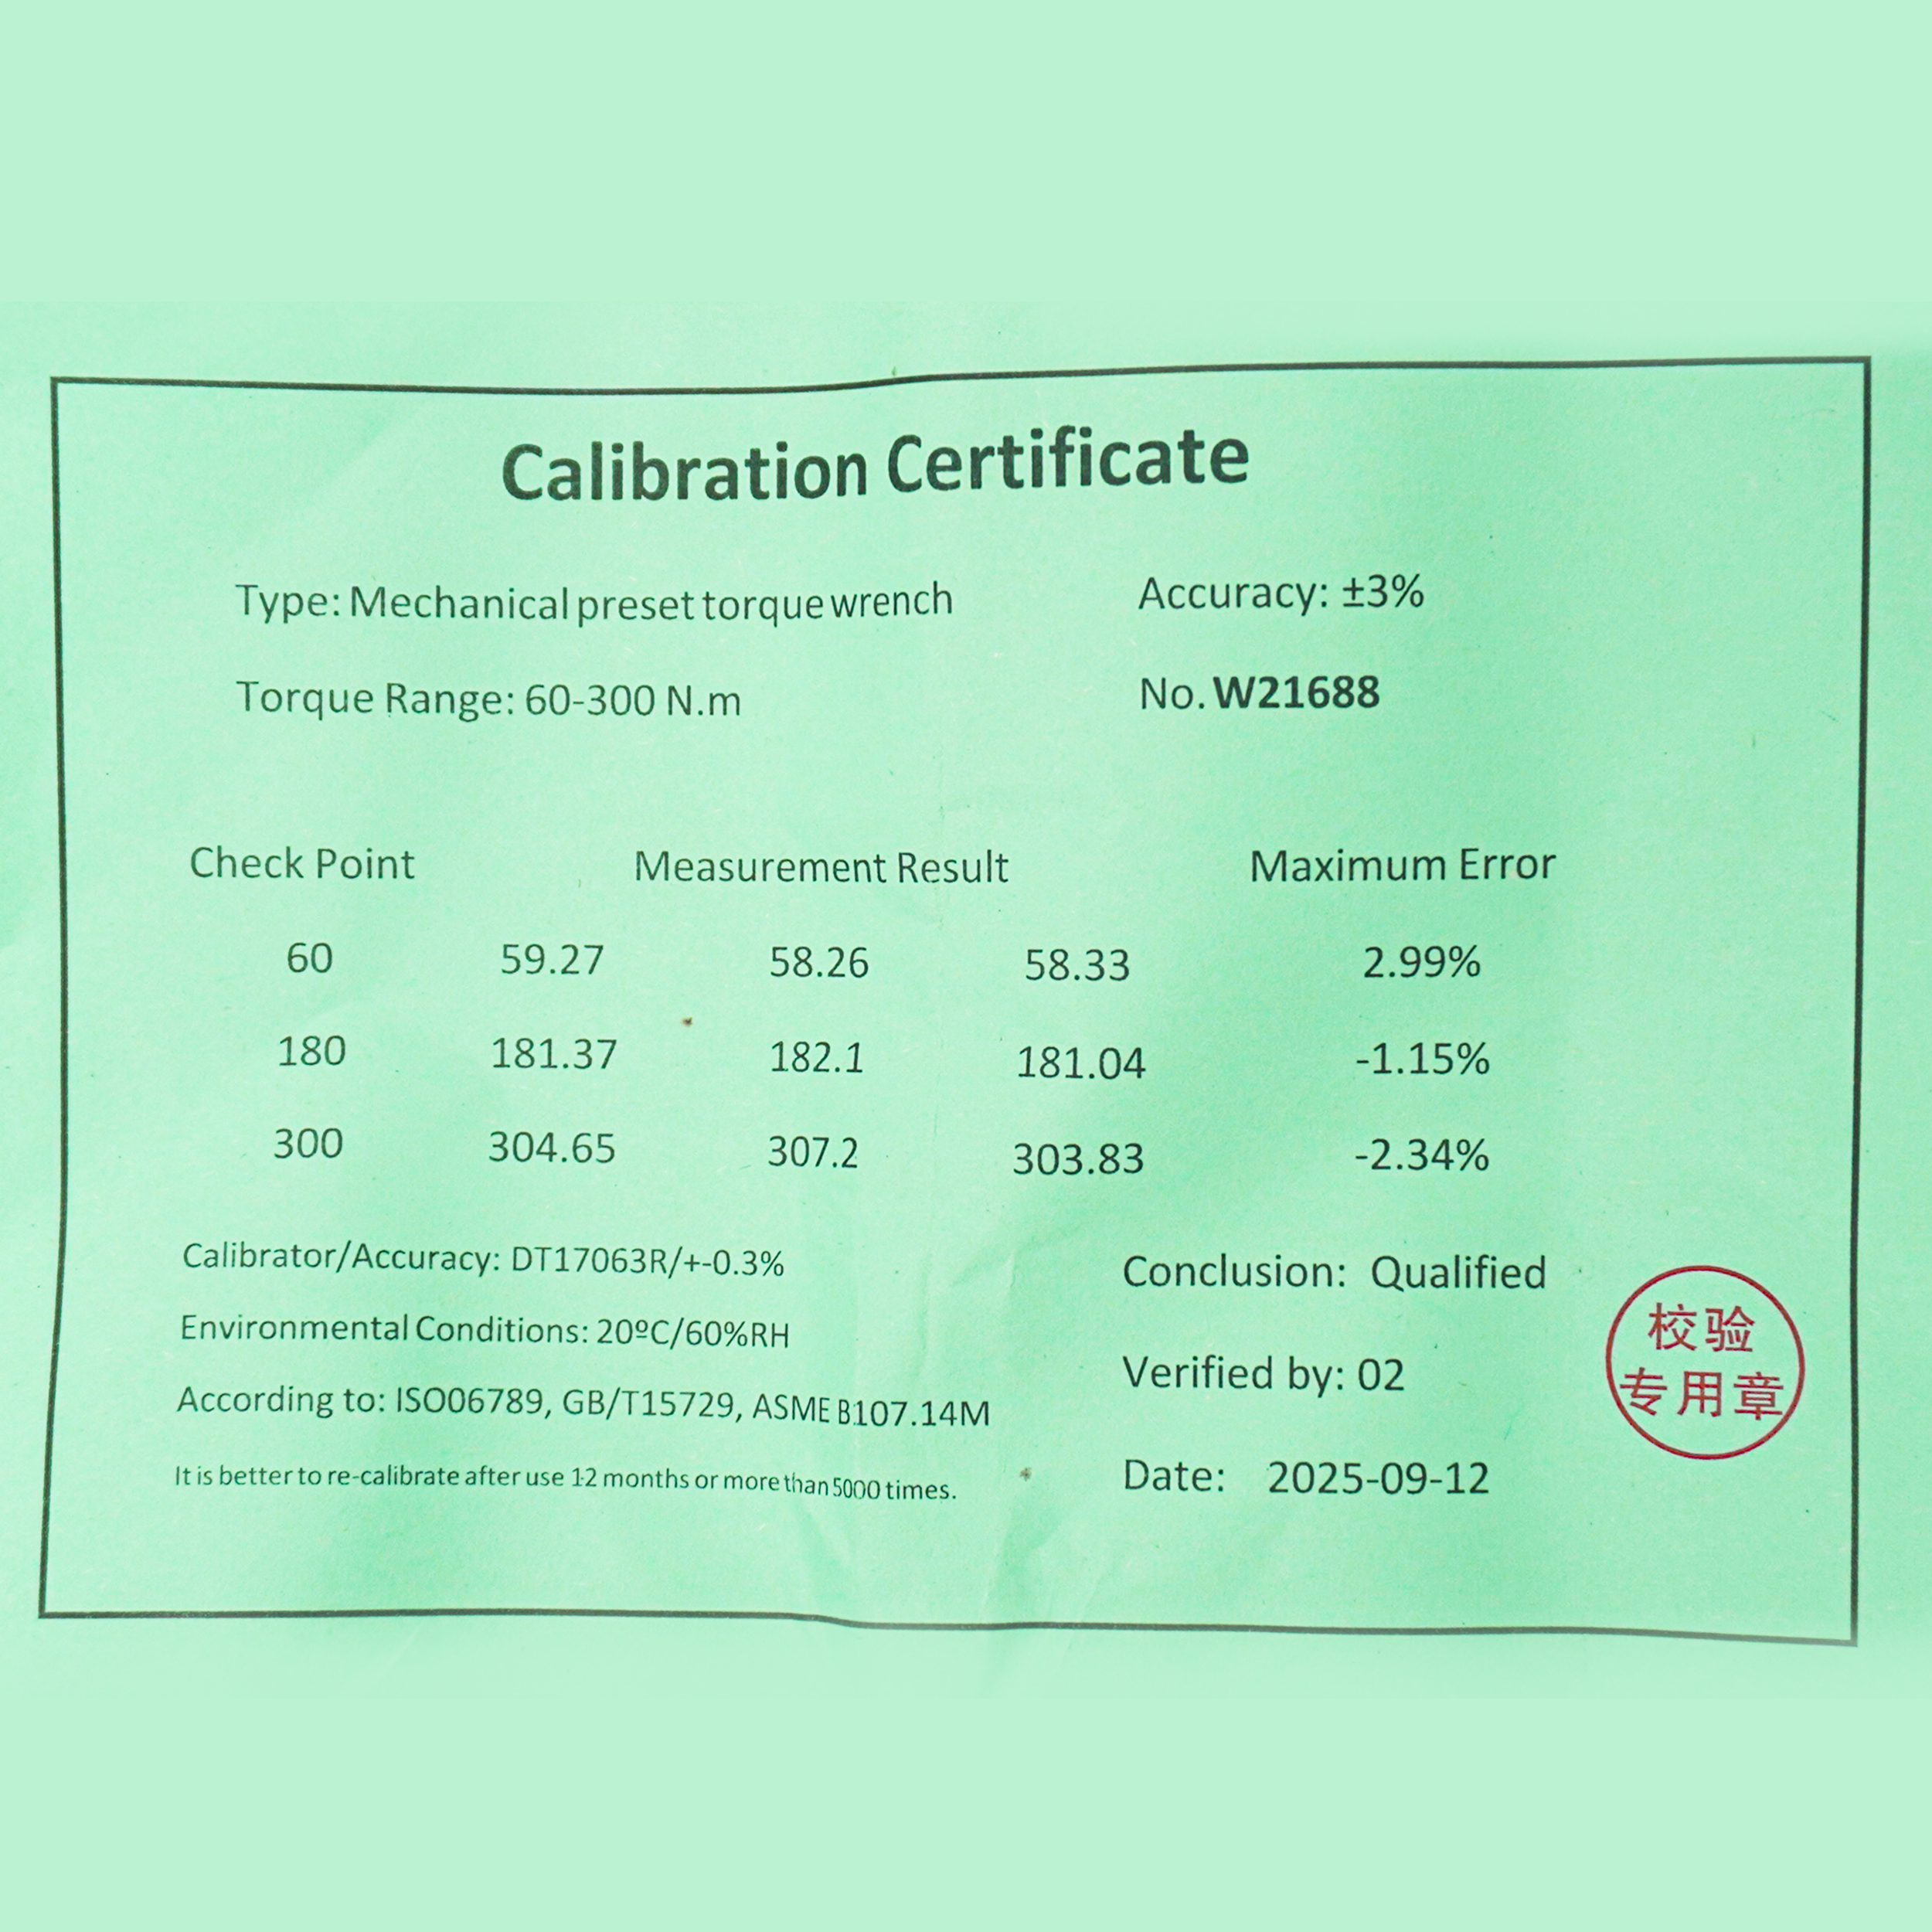 Calibration Certificate
Type: Mechanical preset torque wrench Accuracy: ±3%
Torque Range: 60-300 N.m No. W21688
Check Point Measurement Result Maximum Error
60 59.27 58.26 58.33 2.99%
180 181.37 182.1 181.04 -1.15%
300 304.65 307.2 303.83 -2.34%
Calibrator/Accuracy: DT17063R/+-0.3%
Environmental Conditions: 20ºC/60%RH
According to: ISO06789, GB/T15729, ASME B107.14M
It is better to re-calibrate after use 12 months or more than 5000 times.
Conclusion: Qualified
Verified by: 02
Date: 2025-09-12
校验
专用章